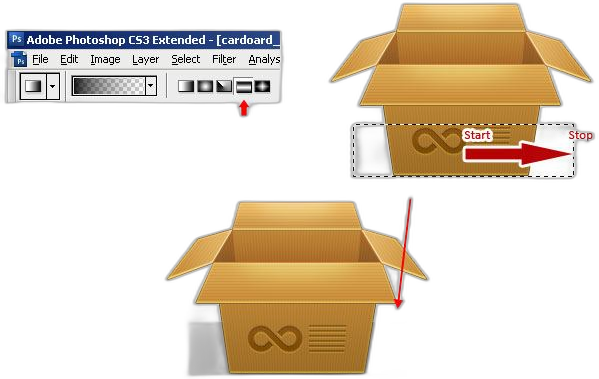 Adobe Photoshop CS3 Extended - [cardoard_
File Edit Image Layer Select Filter Analys
Start
Stop